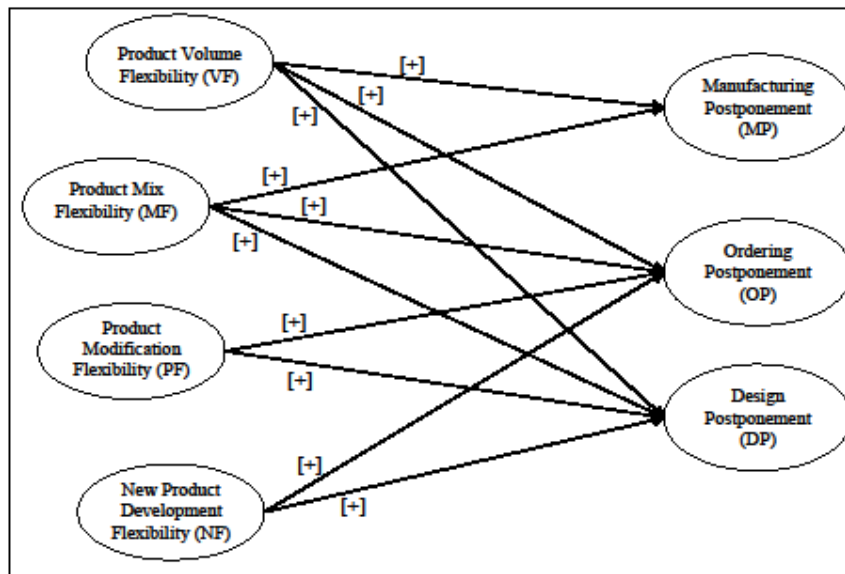 Product Volume
Flexibility (VF)
[+]
[+]
[+]
Manufacturing
Postponement
(MP)
Product Mix
Flexibility (MF)
[+]
[+]
[+]
Ordering
Postponement
(OP)
Product
Modification
Flexibility (PF)
[+]
[+]
Design
Postponement
(DP)
New Product
Development
Flexibility (NF)
[+]
[+]